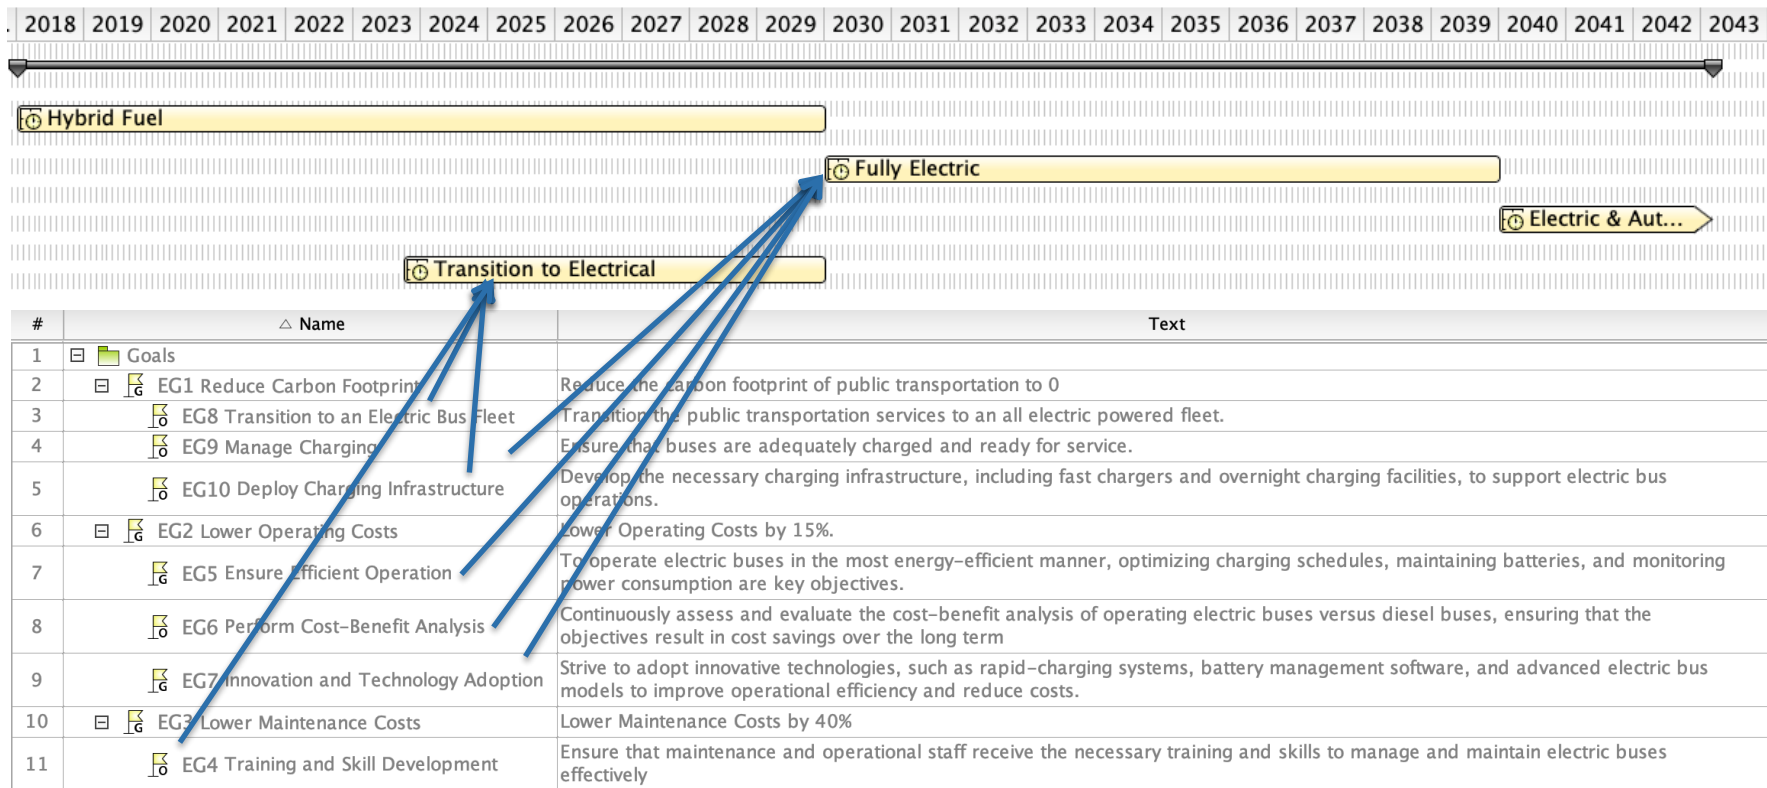 . 2018 2019 2020 2021 2022 2023 2024 2025 2026 2027 2028 2029 2030 2031 2032 2033 2034 2035 2036 2037 2038 2039 2040 2041 2042 2043
Hybrid Fuel
Fully Electric
Electric & Aut...
Transition to Electrical
# △ Name Text
1 Goals
2 G EG1 Reduce Carbon Footprint Reduce the carbon footprint of public transportation to 0
3 O EG8 Transition to an Electric Bus Fleet Transition the public transportation services to an all electric powered fleet.
4 O EG9 Manage Charging Ensure that buses are adequately charged and ready for service.
5 O EG10 Deploy Charging Infrastructure Develop the necessary charging infrastructure, including fast chargers and overnight charging facilities, to support electric bus
operations.
6 G EG2 Lower Operating Costs Lower Operating Costs by 15%.
7 G EG5 Ensure Efficient Operation To operate electric buses in the most energy-efficient manner, optimizing charging schedules, maintaining batteries, and monitoring
power consumption are key objectives.
8 O EG6 Perform Cost-Benefit Analysis Continuously assess and evaluate the cost-benefit analysis of operating electric buses versus diesel buses, ensuring that the
objectives result in cost savings over the long term
9 G EG7 Innovation and Technology Adoption Strive to adopt innovative technologies, such as rapid-charging systems, battery management software, and advanced electric bus
models to improve operational efficiency and reduce costs.
10 G EG3 Lower Maintenance Costs Lower Maintenance Costs by 40%
11 O EG4 Training and Skill Development Ensure that maintenance and operational staff receive the necessary training and skills to manage and maintain electric buses
effectively